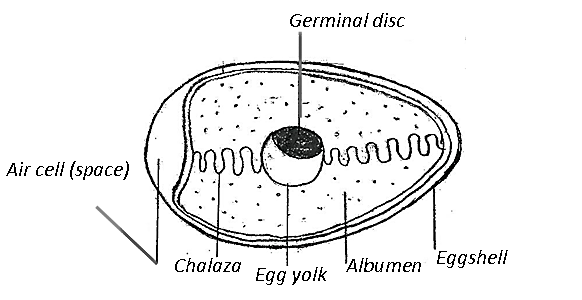 Germinal disc
Air cell (space)
Chalaza
Egg yolk
Albumen
Eggshell